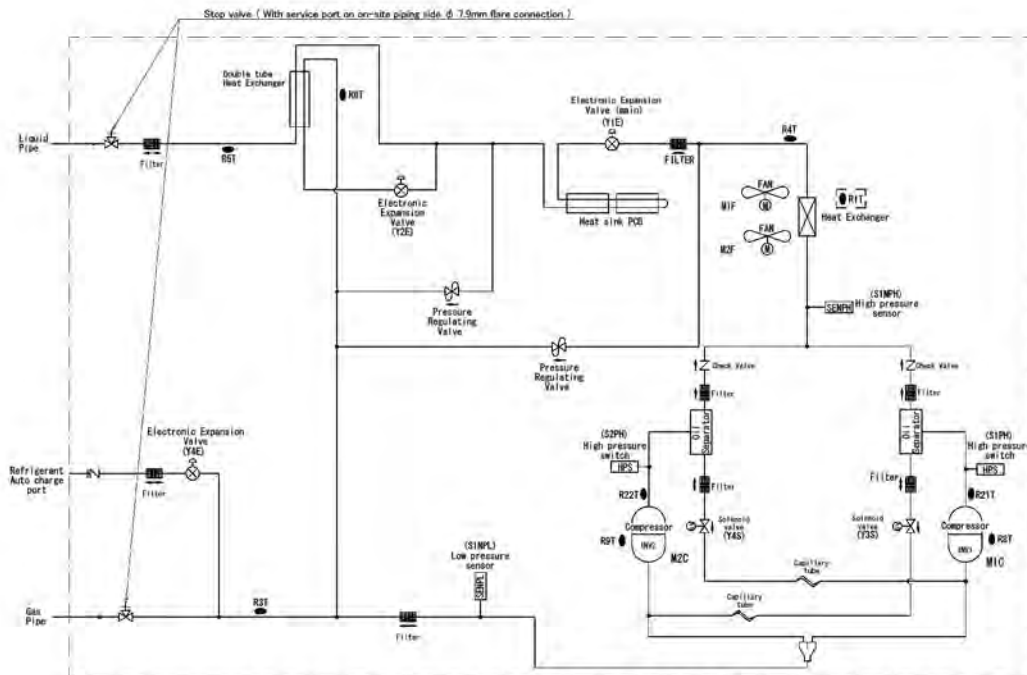 Stop valve ( With service port on on-site piping side ϕ 7.9mm flare connection )
Double tube
Heat Exchanger
R6T
Electronic Expansion
Valve (main)
(Y1E)
R4T
Liquid
Pipe
Filter
R5T
FILTER
Electronic
Expansion
Valve
(Y2E)
Heat sink PCB
FAN
M1F
M
R1T
Heat Exchanger
FAN
M2F
M
(S1NPH)
High pressure
sensor
SENPH
Pressure
Regulating
Valve
Pressure
Regulating
Valve
Check Valve
Check Valve
Filter
Filter
Electronic Expansion
Valve
(Y4E)
Oil
Separator
Oil
Separator
(S2PH)
High pressure
switch
HPS
(S1PH)
High pressure
switch
HPS
Refrigerant
Auto charge
port
Filter
Filter
Filter
R22T
R21T
Compressor
INV2
R9T
M2C
Solenoid
valve
(Y4S)
Solenoid
valve
(Y3S)
Compressor
INV1
R8T
M1C
(S1NPL)
Low pressure
sensor
SENPL
Capillary
tube
Capillary
tube
Gas
Pipe
R3T
Filter